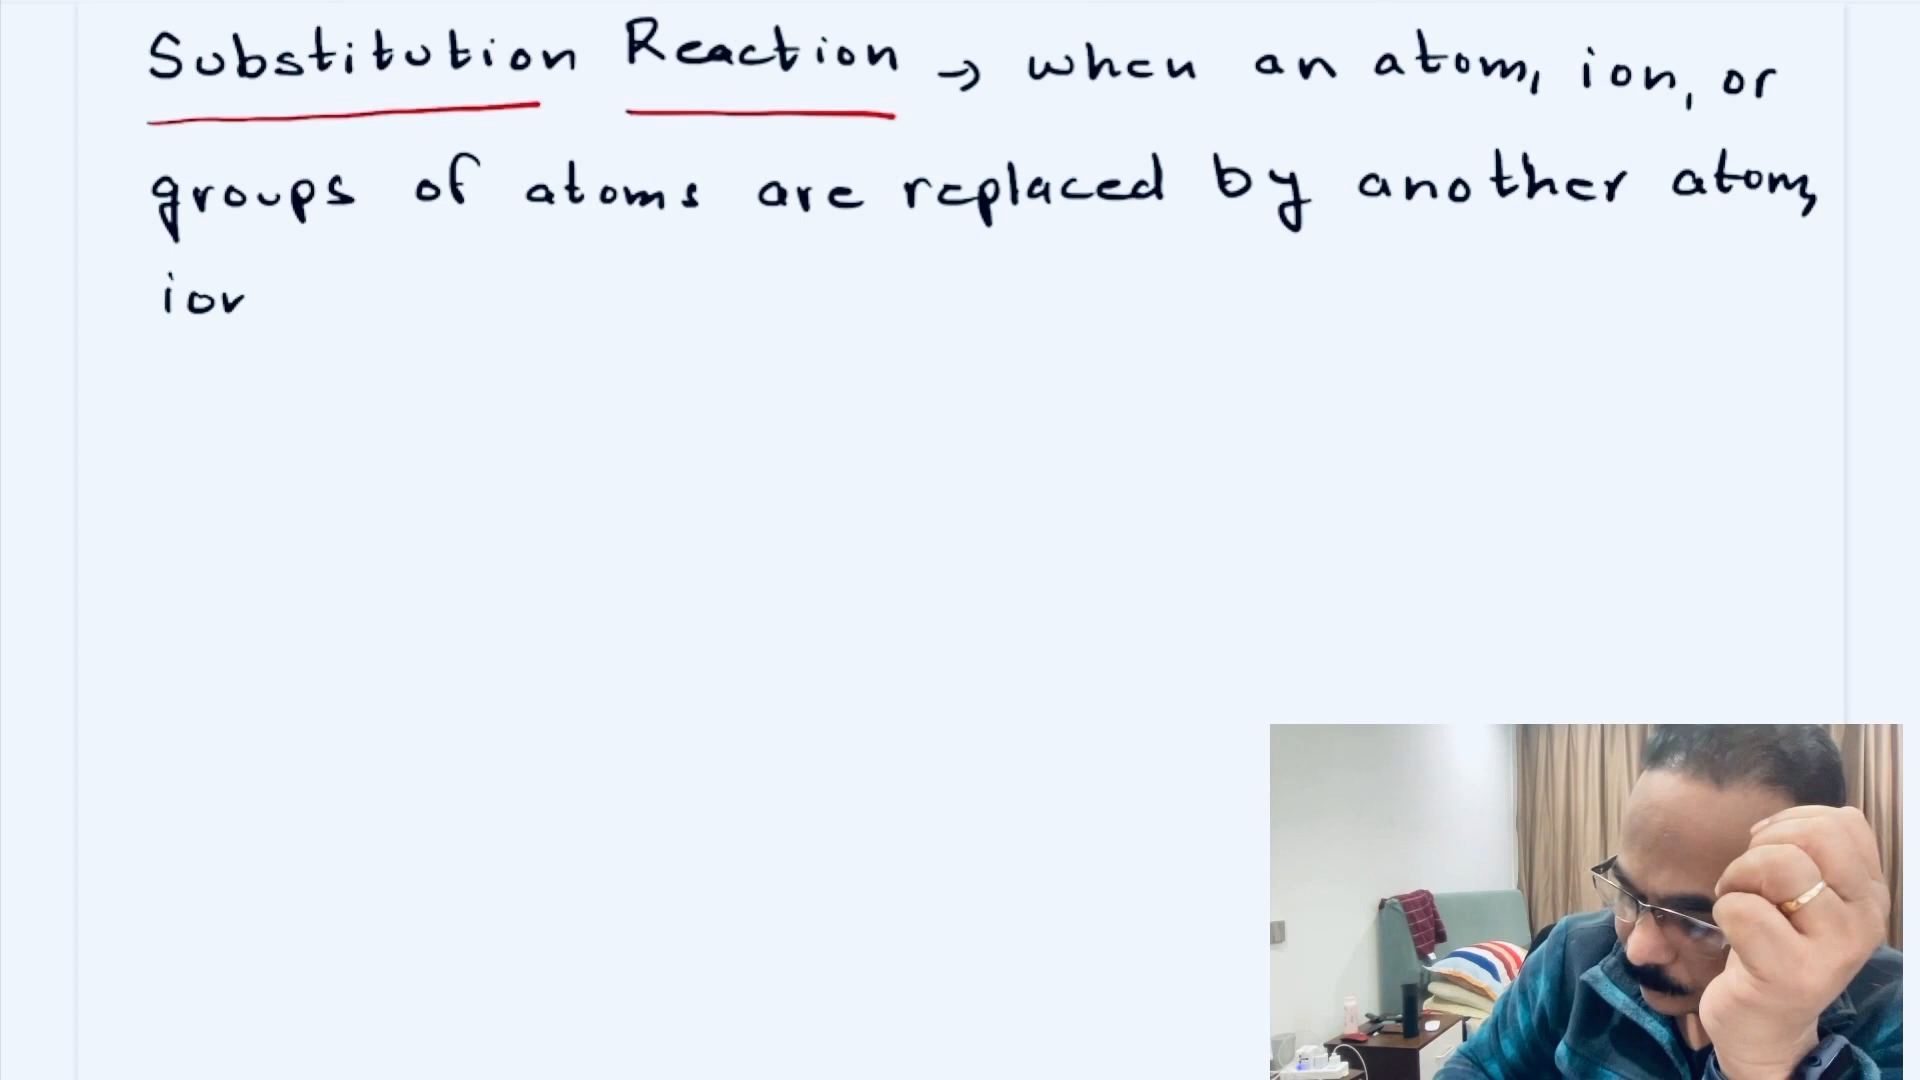 Substitution Reaction → when an atom, ion, or
groups of atoms are replaced by another atom,
ion